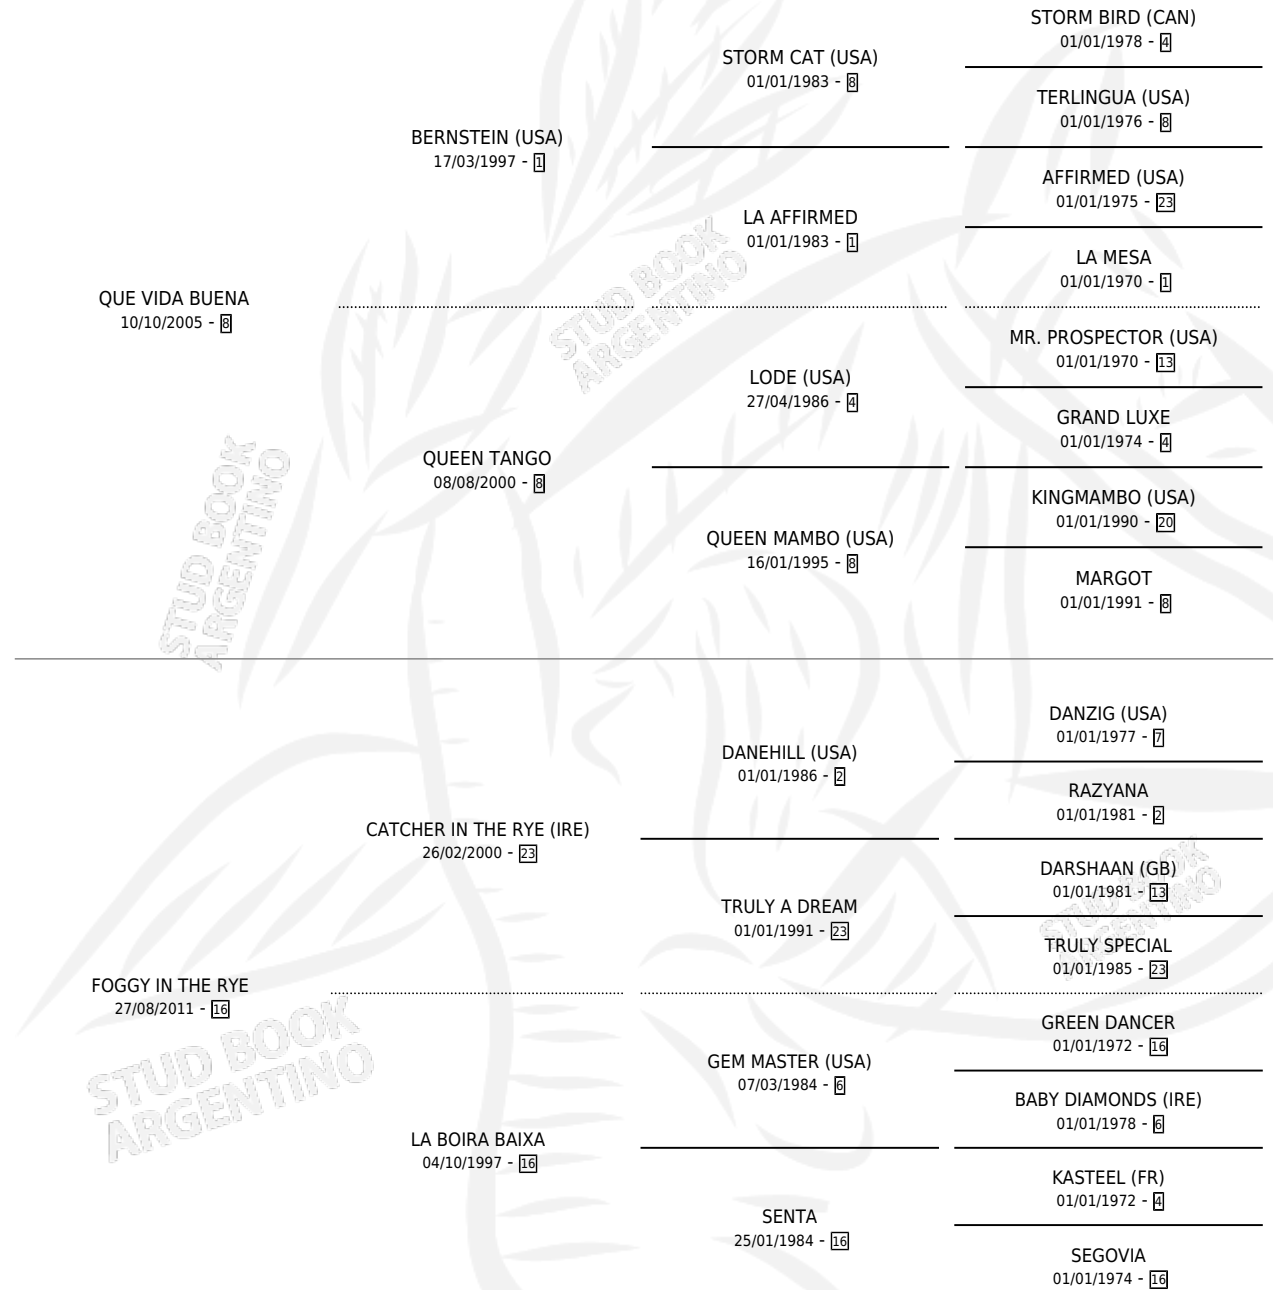 STORM BIRD (CAN)
01/01/1978 - 4
STORM CAT (USA)
01/01/1983 - 8
TERLINGUA (USA)
01/01/1976 - 8
BERNSTEIN (USA)
17/03/1997 - 1
AFFIRMED (USA)
01/01/1975 - 23
LA AFFIRMED
01/01/1983 - 1
LA MESA
01/01/1970 - 1
QUE VIDA BUENA
10/10/2005 - 8
MR. PROSPECTOR (USA)
01/01/1970 - 13
LODE (USA)
27/04/1986 - 4
GRAND LUXE
01/01/1974 - 4
QUEEN TANGO
08/08/2000 - 8
KINGMAMBO (USA)
01/01/1990 - 20
QUEEN MAMBO (USA)
16/01/1995 - 8
MARGOT
01/01/1991 - 8
STUD BOOK
ARGENTINO
STUD BOOK
ARGENTINO
DANZIG (USA)
01/01/1977 - 7
DANEHILL (USA)
01/01/1986 - 2
RAZYANA
01/01/1981 - 2
CATCHER IN THE RYE (IRE)
26/02/2000 - 23
DARSHAAN (GB)
01/01/1981 - 13
TRULY A DREAM
01/01/1991 - 23
TRULY SPECIAL
01/01/1985 - 23
STUD BOOK
ARGENTINO
FOGGY IN THE RYE
27/08/2011 - 16
GREEN DANCER
01/01/1972 - 16
GEM MASTER (USA)
07/03/1984 - 6
BABY DIAMONDS (IRE)
01/01/1978 - 6
STUD BOOK
ARGENTINO
LA BOIRA BAIXA
04/10/1997 - 16
KASTEEL (FR)
01/01/1972 - 4
SENTA
25/01/1984 - 16
SEGOVIA
01/01/1974 - 16